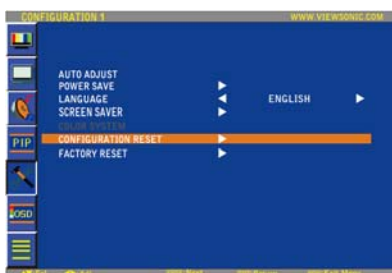 CONFIGURATION 1 WWW.VIEWSONIC.COM
AUTO ADJUST
POWER SAVE
LANGUAGE ENGLISH
SCREEN SAVER
COLOR SYSTEM
PIP
CONFIGURATION RESET
FACTORY RESET
OSD